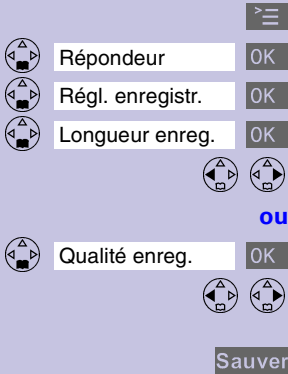 Répondeur OK
Régl. enregistr. OK
Longueur enreg. OK
ou
Qualité enreg. OK
Sauver